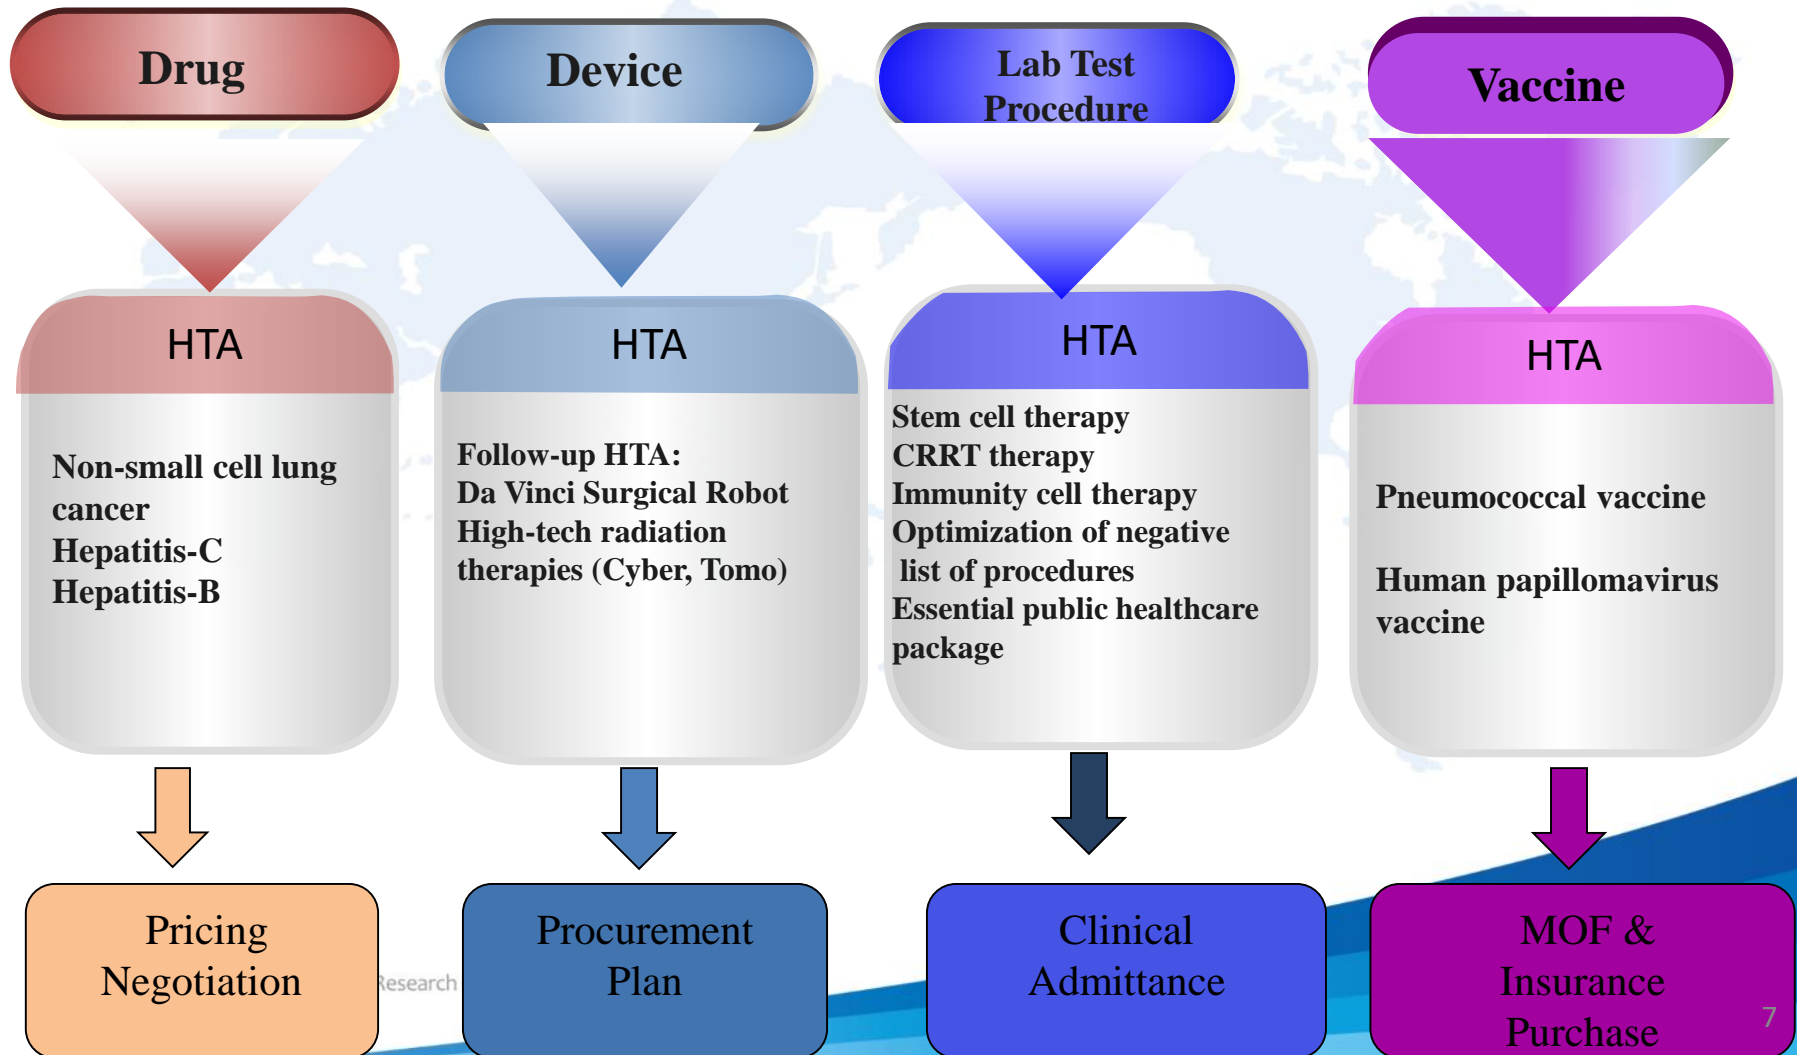 Drug
Device
Lab Test
Procedure
Vaccine
HTA
Non-small cell lung
cancer
Hepatitis-C
Hepatitis-B
HTA
Follow-up HTA:
Da Vinci Surgical Robot
High-tech radiation
therapies (Cyber, Tomo)
HTA
Stem cell therapy
CRRT therapy
Immunity cell therapy
Optimization of negative
list of procedures
Essential public healthcare
package
HTA
Pneumococcal vaccine
Human papillomavirus
vaccine
Pricing
Negotiation
Research
Procurement
Plan
Clinical
Admittance
MOF &
Insurance
Purchase
7